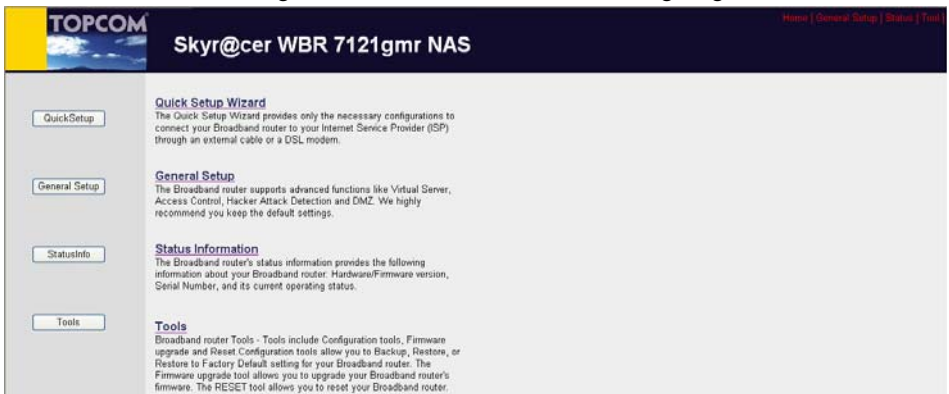 TOPCOM
Home | General Setup | Status | Tool |
Skyr@cer WBR 7121gmr NAS
QuickSetup
Quick Setup Wizard
The Quick Setup Wizard provides only the necessary configurations to
connect your Broadband router to your Internet Service Provider (ISP)
through an external cable or a DSL modem.
General Setup
General Setup
The Broadband router supports advanced functions like Virtual Server,
Access Control, Hacker Attack Detection and DMZ. We highly
recommend you keep the default settings.
StatusInfo
Status Information
The Broadband router's status information provides the following
information about your Broadband router: Hardware/Firmware version,
Serial Number, and its current operating status.
Tools
Tools
Broadband router Tools - Tools include Configuration tools, Firmware
upgrade and Reset.Configuration tools allow you to Backup, Restore, or
Restore to Factory Default setting for your Broadband router. The
Firmware upgrade tool allows you to upgrade your Broadband router's
firmware. The RESET tool allows you to reset your Broadband router.